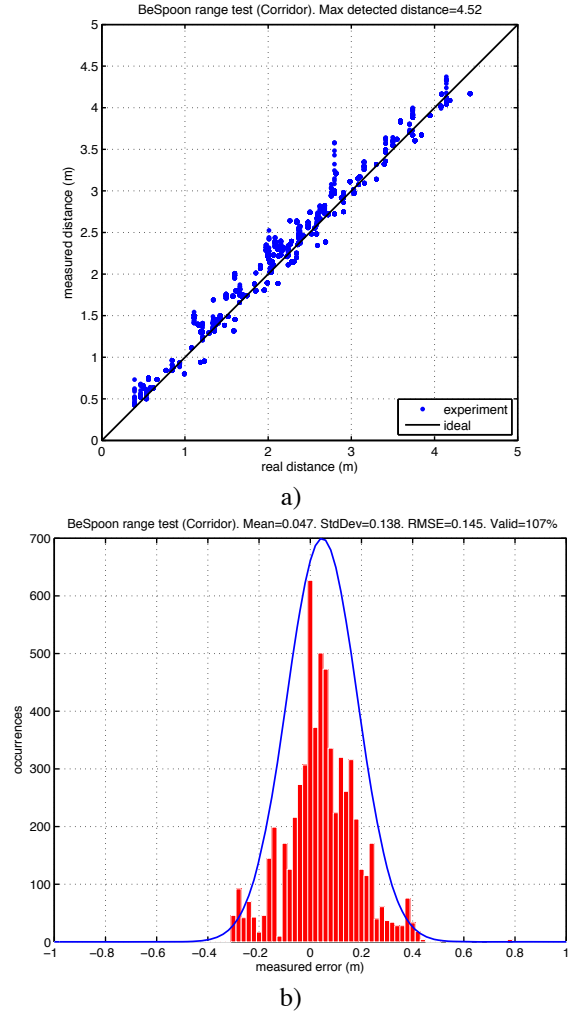 BeSpoon range test (Corridor). Max detected distance=4.52
5
4.5
4
3.5
3
2.5
2
1.5
1
0.5
0
measured distance (m)
0 1 2 3 4 5
real distance (m)
experiment
ideal
a)
BeSpoon range test (Corridor). Mean=0.047. StdDev=0.138. RMSE=0.145. Valid=107%
700
600
500
400
300
200
100
0
occurrences
-1 -0.8 -0.6 -0.4 -0.2 0 0.2 0.4 0.6 0.8 1
measured error (m)
b)